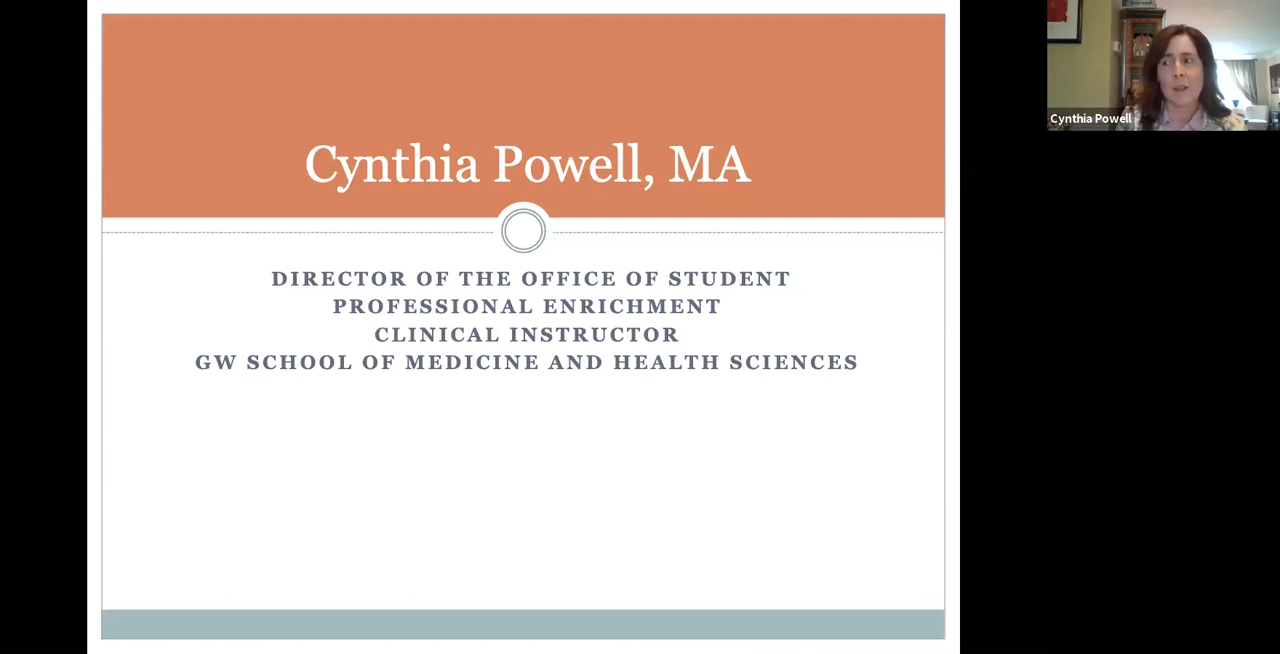 Cynthia Powell, MA
DIRECTOR OF THE OFFICE OF STUDENT
PROFESSIONAL ENRICHMENT
CLINICAL INSTRUCTOR
GW SCHOOL OF MEDICINE AND HEALTH SCIENCES
Cynthia Powell